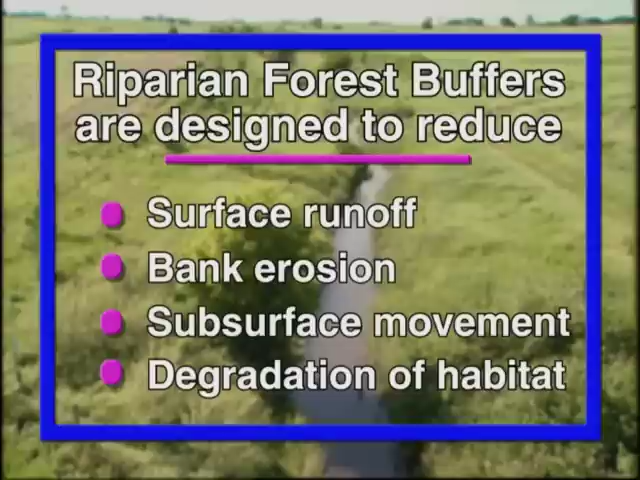 Riparian Forest Buffers
are designed to reduce
Surface runoff
Bank erosion
Subsurface movement
Degradation of habitat